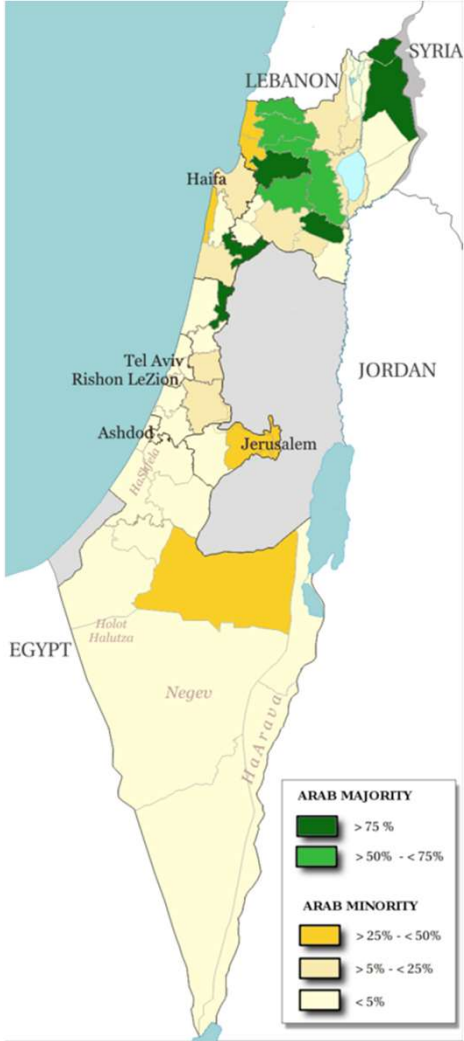 SYRIA
LEBANON
Haifa
Tel Aviv
Rishon LeZion
JORDAN
Ashdod
Jerusalem
HaShfela
Holot
Halutza
EGYPT
Negev
HaArava
ARAB MAJORITY
> 75 %
> 50% - < 75%
ARAB MINORITY
> 25% - < 50%
> 5% - < 25%
< 5%